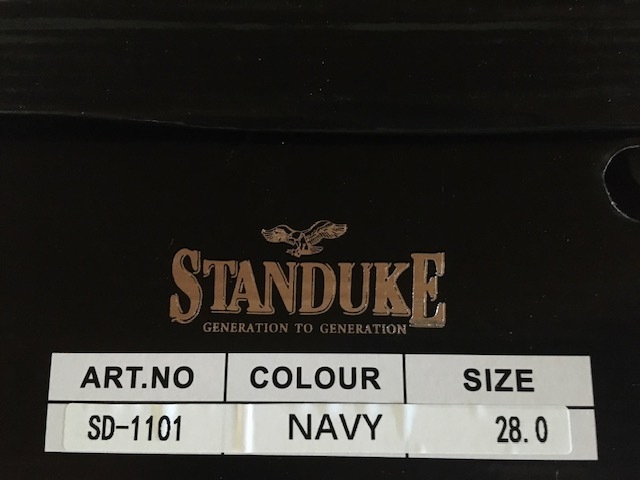 STANDUKE
GENERATION TO GENERATION
ART.NO COLOUR SIZE
SD-1101 NAVY 28.0